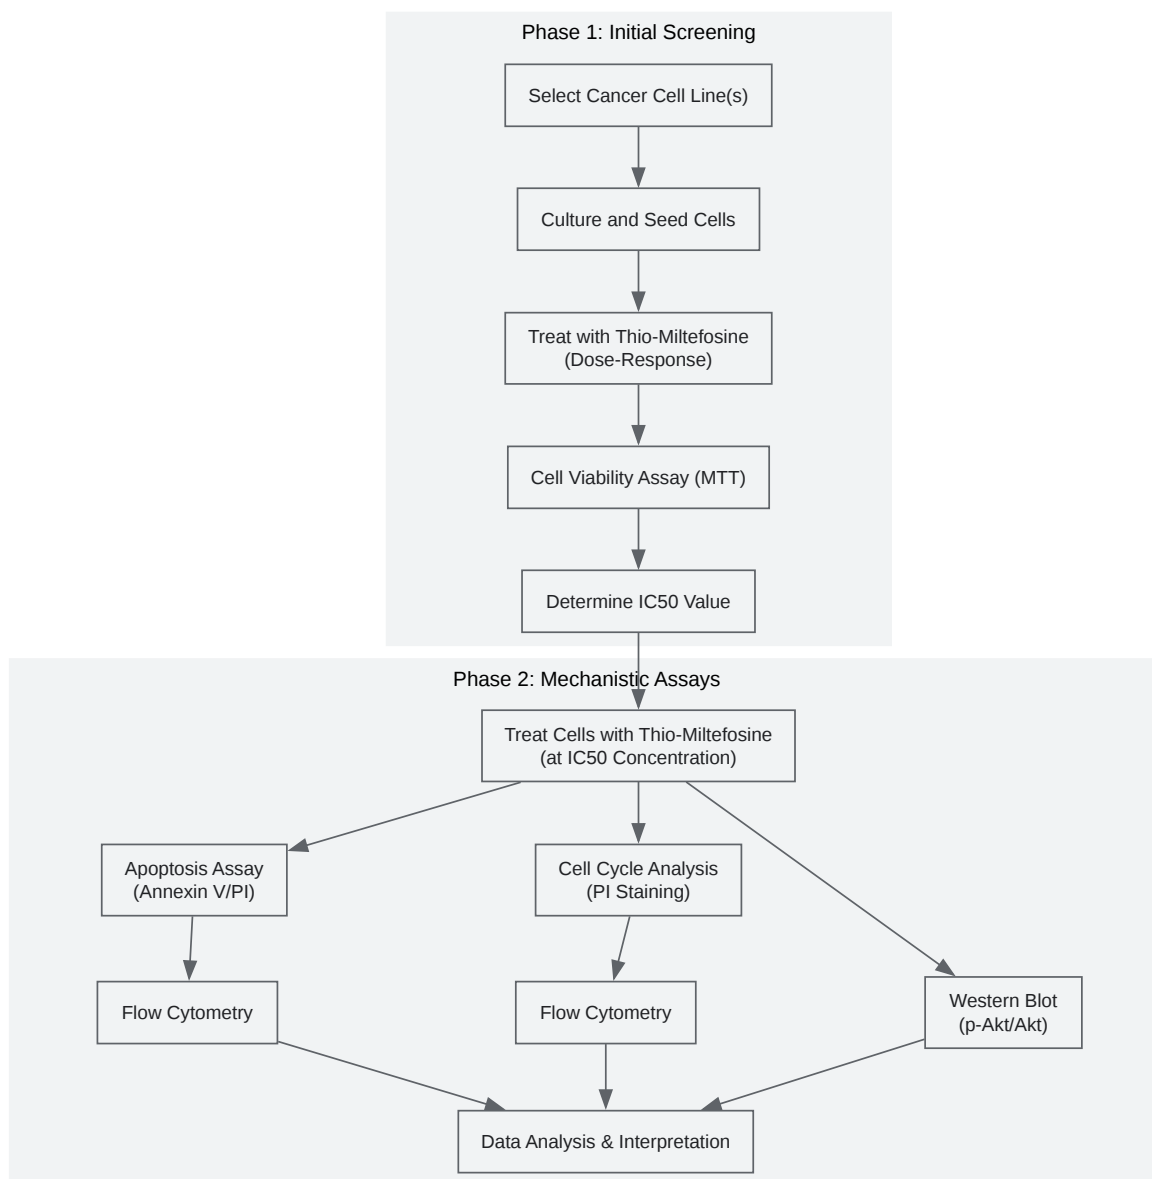 Phase 1: Initial Screening
Select Cancer Cell Line(s)
Culture and Seed Cells
Treat with Thio-Miltefosine
(Dose-Response)
Cell Viability Assay (MTT)
Determine IC50 Value
Phase 2: Mechanistic Assays
Treat Cells with Thio-Miltefosine
(at IC50 Concentration)
Apoptosis Assay
(Annexin V/PI)
Cell Cycle Analysis
(PI Staining)
Flow Cytometry
Flow Cytometry
Western Blot
(p-Akt/Akt)
Data Analysis & Interpretation